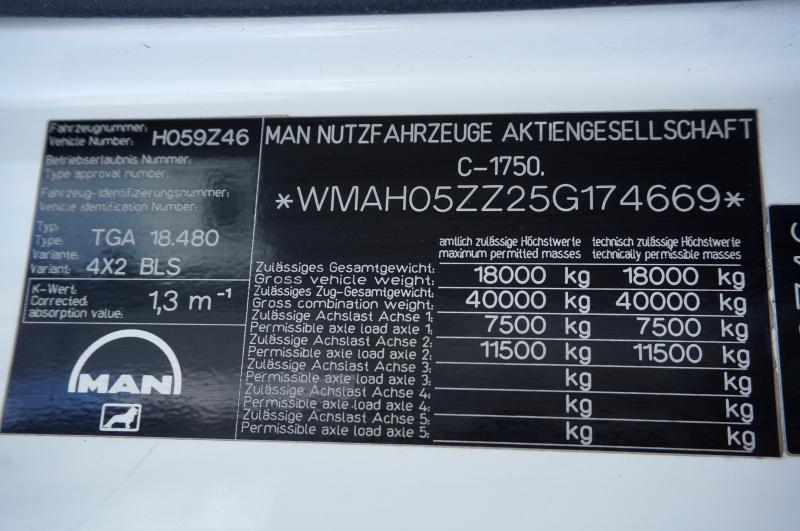 Fahrzeugnummer:
Vehicle Number: H059Z46
Betriebserlaubnis Nummer:
Type approval number:
Fahrzeug-Identifizierungsnummer:
Vehicle Identification Number:
Typ:
Type: TGA 18.480
Variante:
Variant: 4X2 BLS
K-Wert:
Corrected 1,3 m⁻¹
absorption value:
MAN
MAN NUTZFAHRZEUGE AKTIENGESELLSCHAFT
C-1750.
*WMAH05ZZ25G174669*
amtlich zulässige Höchstwerte technisch zulässige Höchstwerte
maximum permitted masses technically permissible masses
Zulässiges Gesamtgewicht:
Gross vehicle weight: 18000 kg 18000 kg
Zulässiges Zug-Gesamtgewicht:
Gross combination weight: 40000 kg 40000 kg
Zulässige Achslast Achse 1:
Permissible axle load axle 1: 7500 kg 7500 kg
Zulässige Achslast Achse 2:
Permissible axle load axle 2: 11500 kg 11500 kg
Zulässige Achslast Achse 3:
Permissible axle load axle 3: kg kg
Zulässige Achslast Achse 4:
Permissible axle load axle 4: kg kg
Zulässige Achslast Achse 5:
Permissible axle load axle 5: kg kg